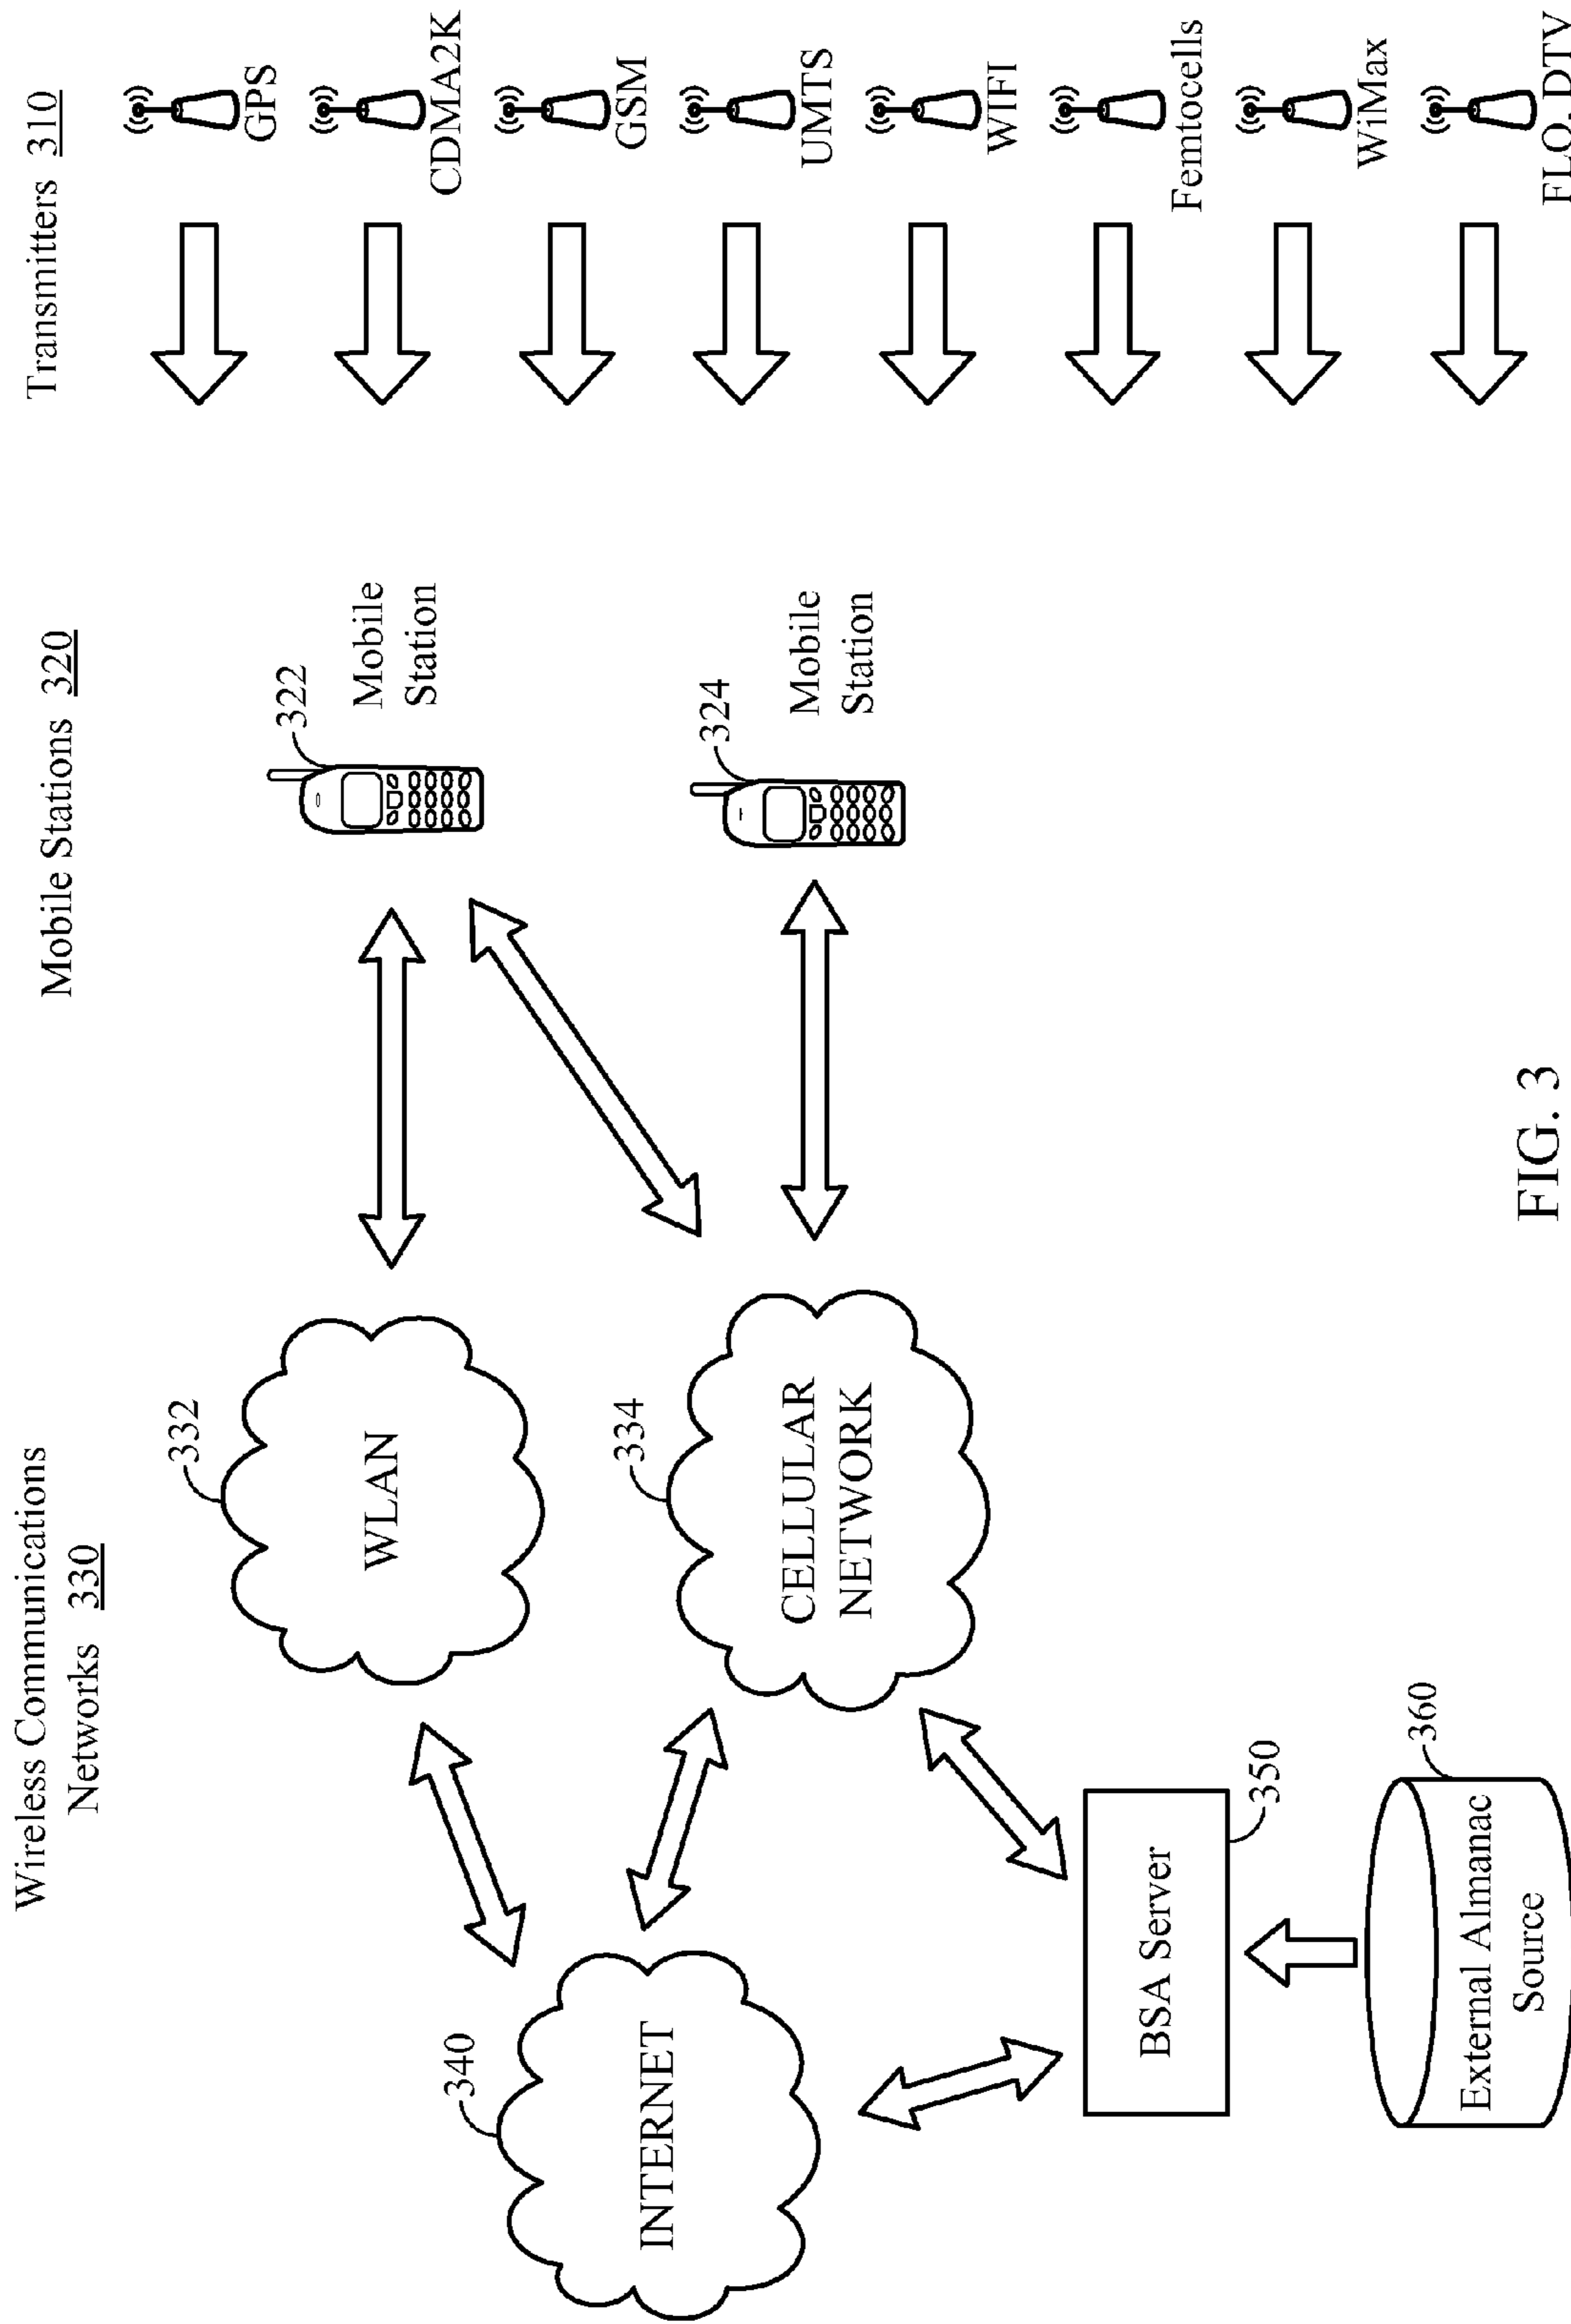 Wireless Communications
Networks 330
Mobile Stations 320
Transmitters 310
332
WLAN
334
CELLULAR
NETWORK
340
INTERNET
BSA Server
350
External Almanac
Source
360
322
Mobile
Station
324
Mobile
Station
GPS
CDMA2K
GSM
UMTS
WIFI
Femtocells
WiMax
FLO, DTV
FIG. 3